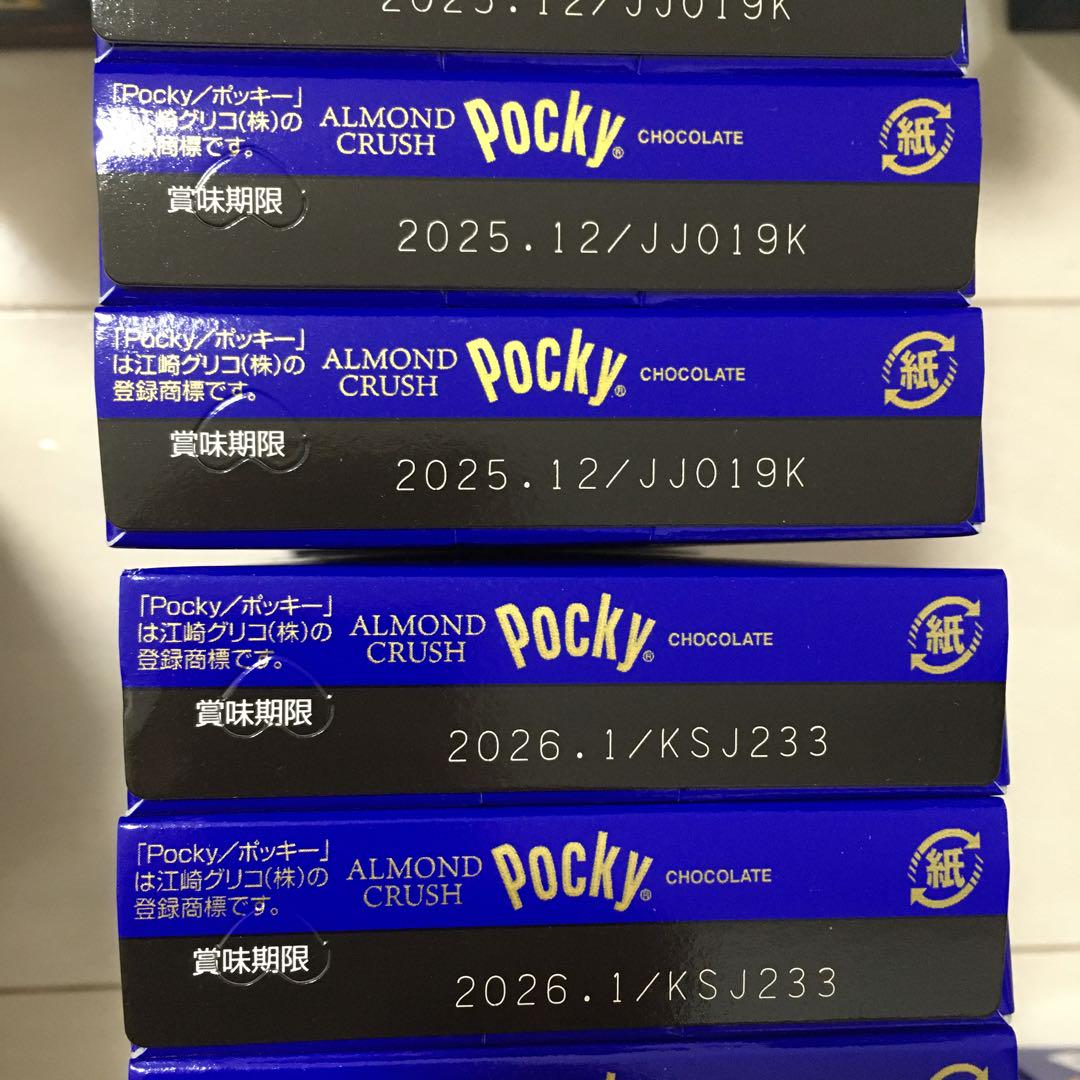 2025.12/JJ019K
「Pocky/ポッキー」
江崎グリコ(株)の
登録商標です。
ALMOND
CRUSH
Pocky®
CHOCOLATE
紙
賞味期限
2025.12/JJ019K
「Pocky/ポッキー」
は江崎グリコ(株)の
登録商標です。
ALMOND
CRUSH
Pocky®
CHOCOLATE
紙
賞味期限
2025.12/JJ019K
「Pocky/ポッキー」
は江崎グリコ(株)の
登録商標です。
ALMOND
CRUSH
Pocky®
CHOCOLATE
紙
賞味期限
2026.1/KSJ233
「Pocky/ポッキー」
は江崎グリコ(株)の
登録商標です。
ALMOND
CRUSH
Pocky®
CHOCOLATE
紙
賞味期限
2026.1/KSJ233